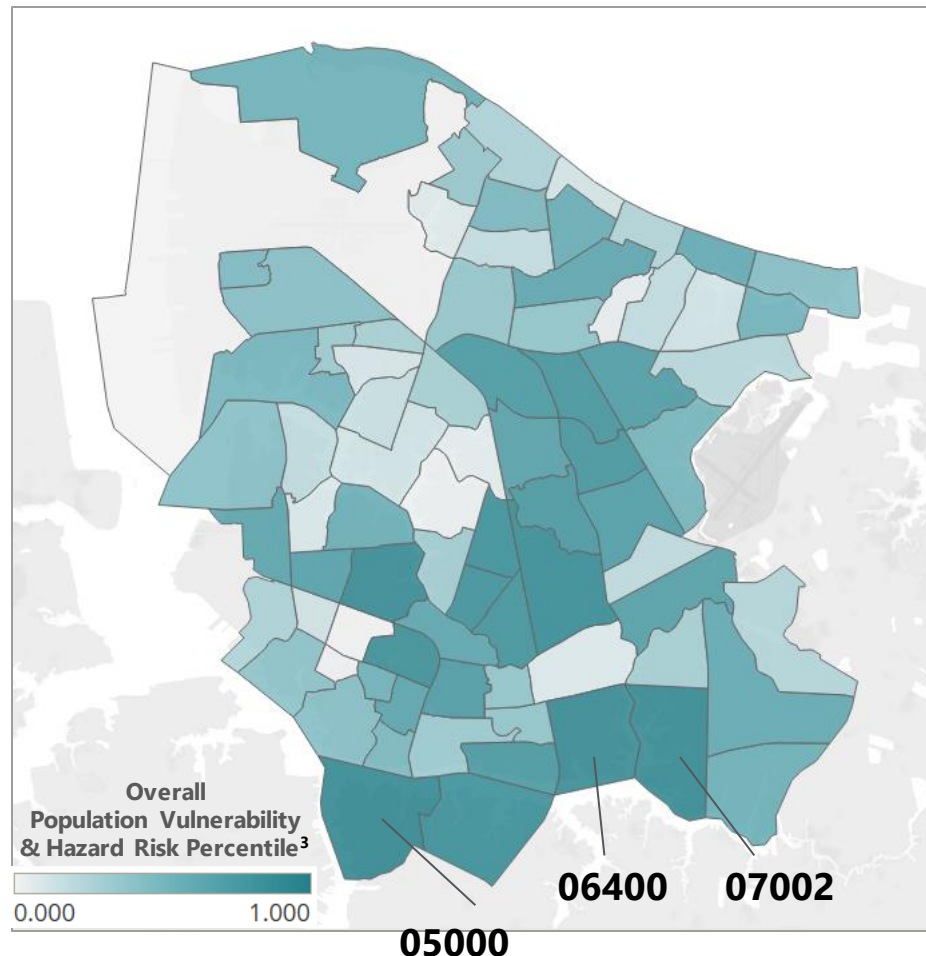 Overall
Population Vulnerability
& Hazard Risk Percentile³
0.000 1.000
06400 07002
05000